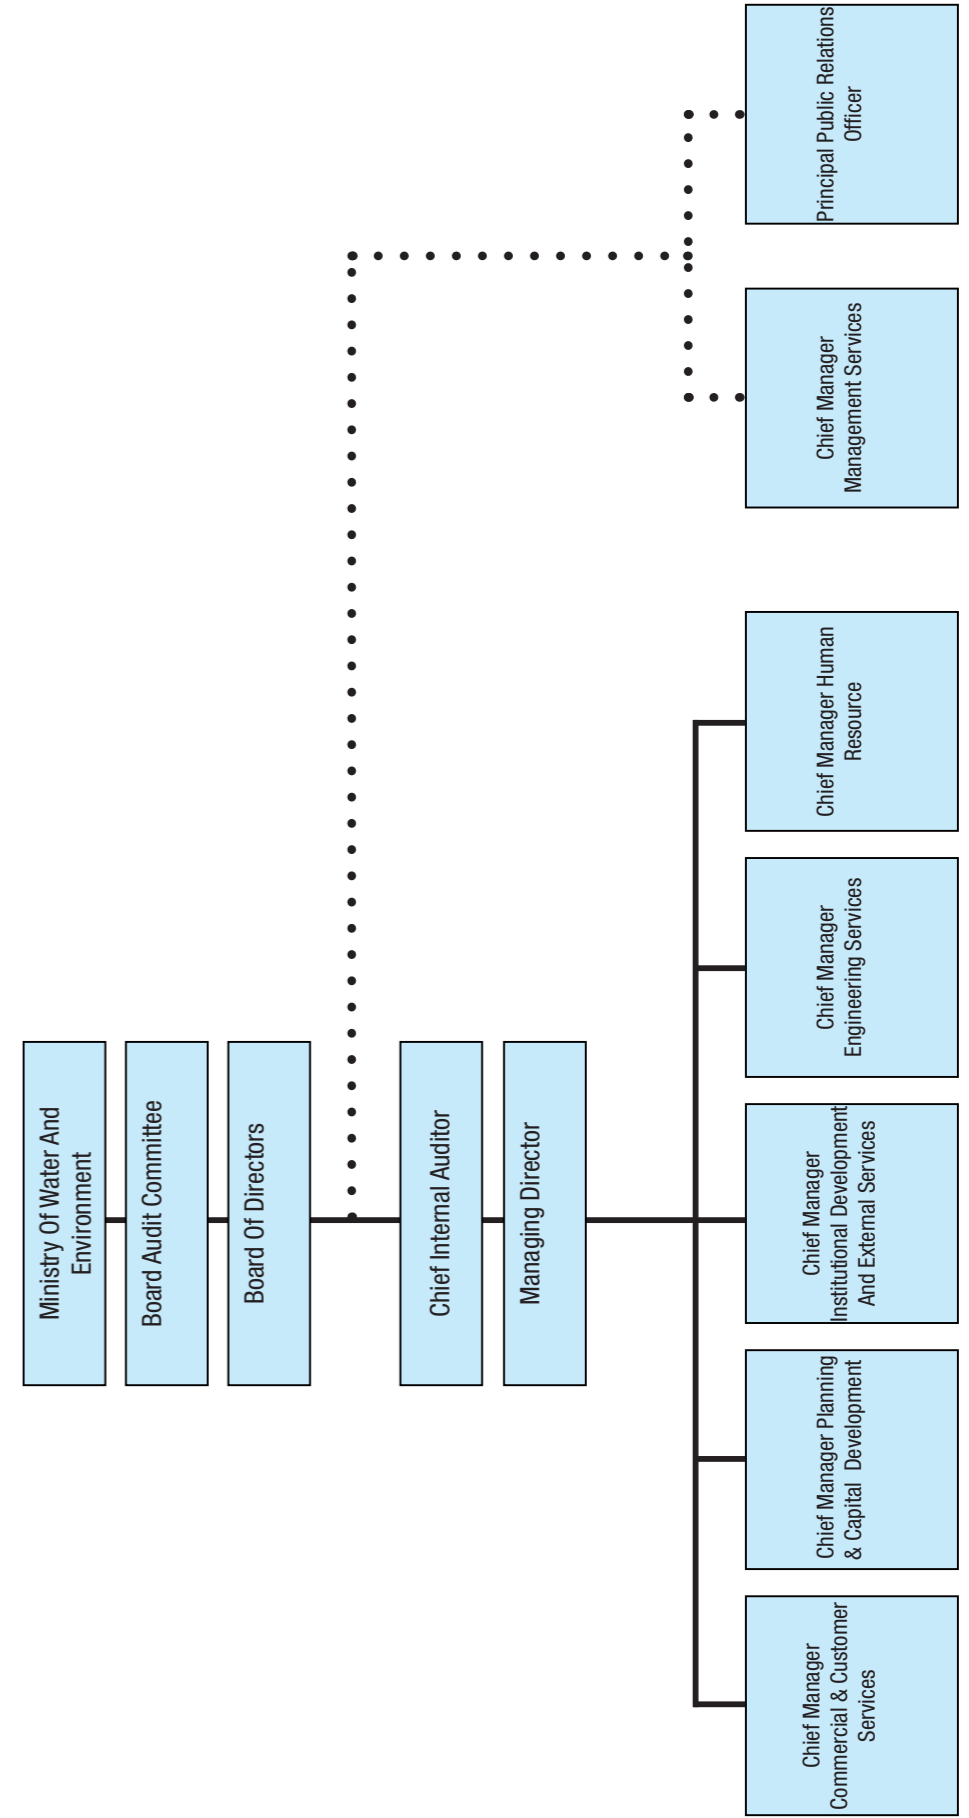 Ministry Of Water And
Environment
Board Audit Committee
Board Of Directors
Chief Internal Auditor
Managing Director
Chief Manager
Commercial & Customer
Services
Chief Manager Planning
& Capital  Development
Chief Manager
Institutional Development
And External Services
Chief Manager
Engineering Services
Chief Manager Human
Resource
Chief Manager
Management Services
Principal Public Relations
Officer